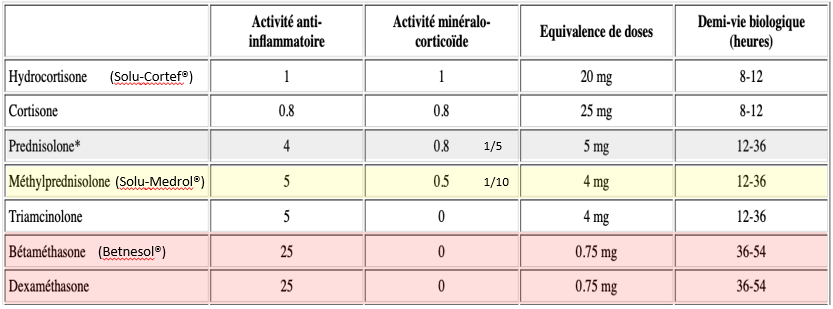 Activité anti-inflammatoire Activité minéralo-corticoïde Equivalence de doses Demi-vie biologique (heures)
Hydrocortisone (Solu-Cortef®) 1 1 20 mg 8-12
Cortisone 0.8 0.8 25 mg 8-12
Prednisolone* 4 0.8 1/5 5 mg 12-36
Méthylprednisolone (Solu-Medrol®) 5 0.5 1/10 4 mg 12-36
Triamcinolone 5 0 4 mg 12-36
Bétaméthasone (Betnesol®) 25 0 0.75 mg 36-54
Dexaméthasone 25 0 0.75 mg 36-54